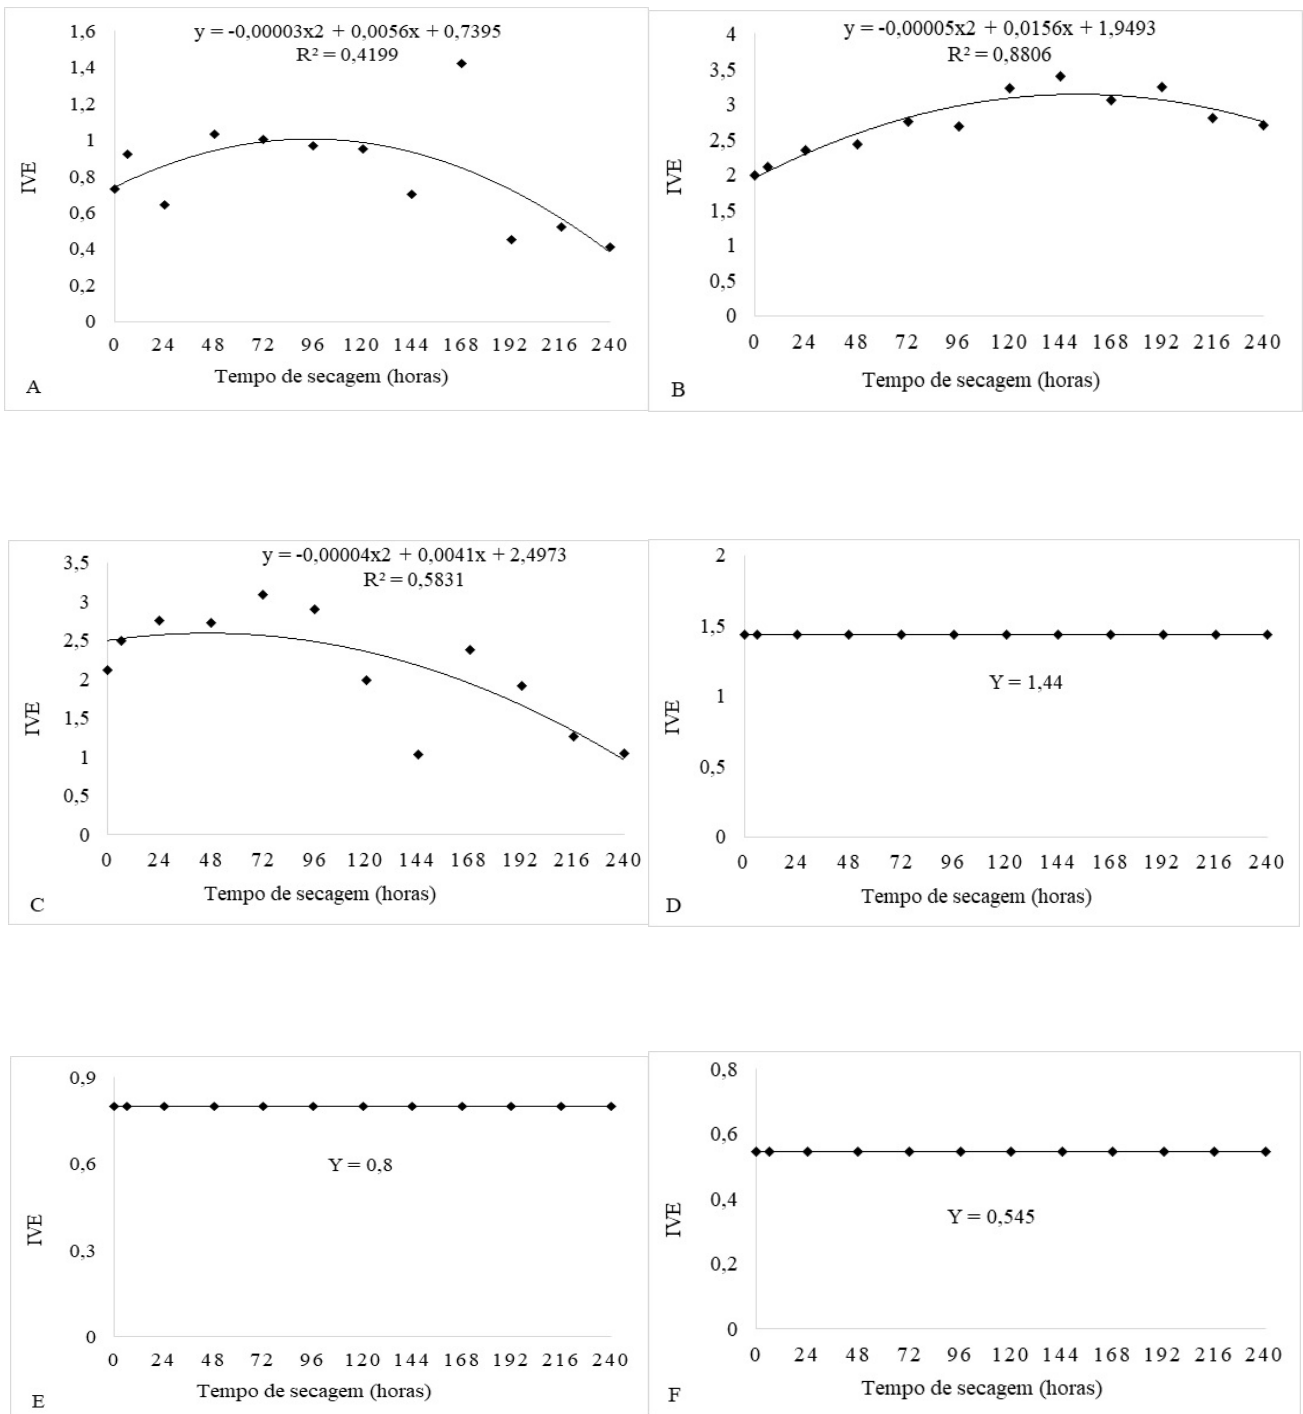 y = -0,00003x2 + 0,0056x + 0,7395
R² = 0,4199
1,6
1,4
1,2
1
0,8
0,6
0,4
0,2
0
IVE
0 24 48 72 96 120 144 168 192 216 240
Tempo de secagem (horas)
A
y = -0,00005x2 + 0,0156x + 1,9493
R² = 0,8806
4
3,5
3
2,5
2
1,5
1
0,5
0
IVE
0 24 48 72 96 120 144 168 192 216 240
Tempo de secagem (horas)
B
y = -0,00004x2 + 0,0041x + 2,4973
R² = 0,5831
3,5
3
2,5
2
1,5
1
0,5
0
IVE
0 24 48 72 96 120 144 168 192 216 240
Tempo de secagem (horas)
C
2
1,5
1
0,5
0
IVE
Y = 1,44
0 24 48 72 96 120 144 168 192 216 240
Tempo de secagem (horas)
D
0,9
0,6
0,3
0
IVE
Y = 0,8
0 24 48 72 96 120 144 168 192 216 240
Tempo de secagem (horas)
E
0,8
0,6
0,4
0,2
0
IVE
Y = 0,545
0 24 48 72 96 120 144 168 192 216 240
Tempo de secagem (horas)
F